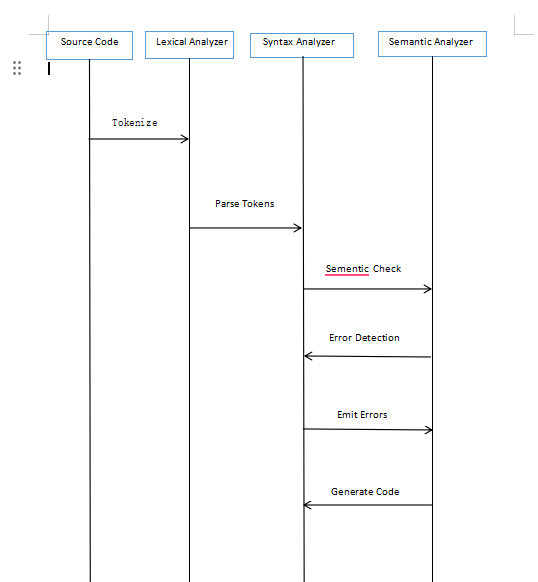 Source Code
Lexical Analyzer
Syntax Analyzer
Semantic Analyzer
Tokenize
Parse Tokens
Sementic Check
Error Detection
Emit Errors
Generate Code